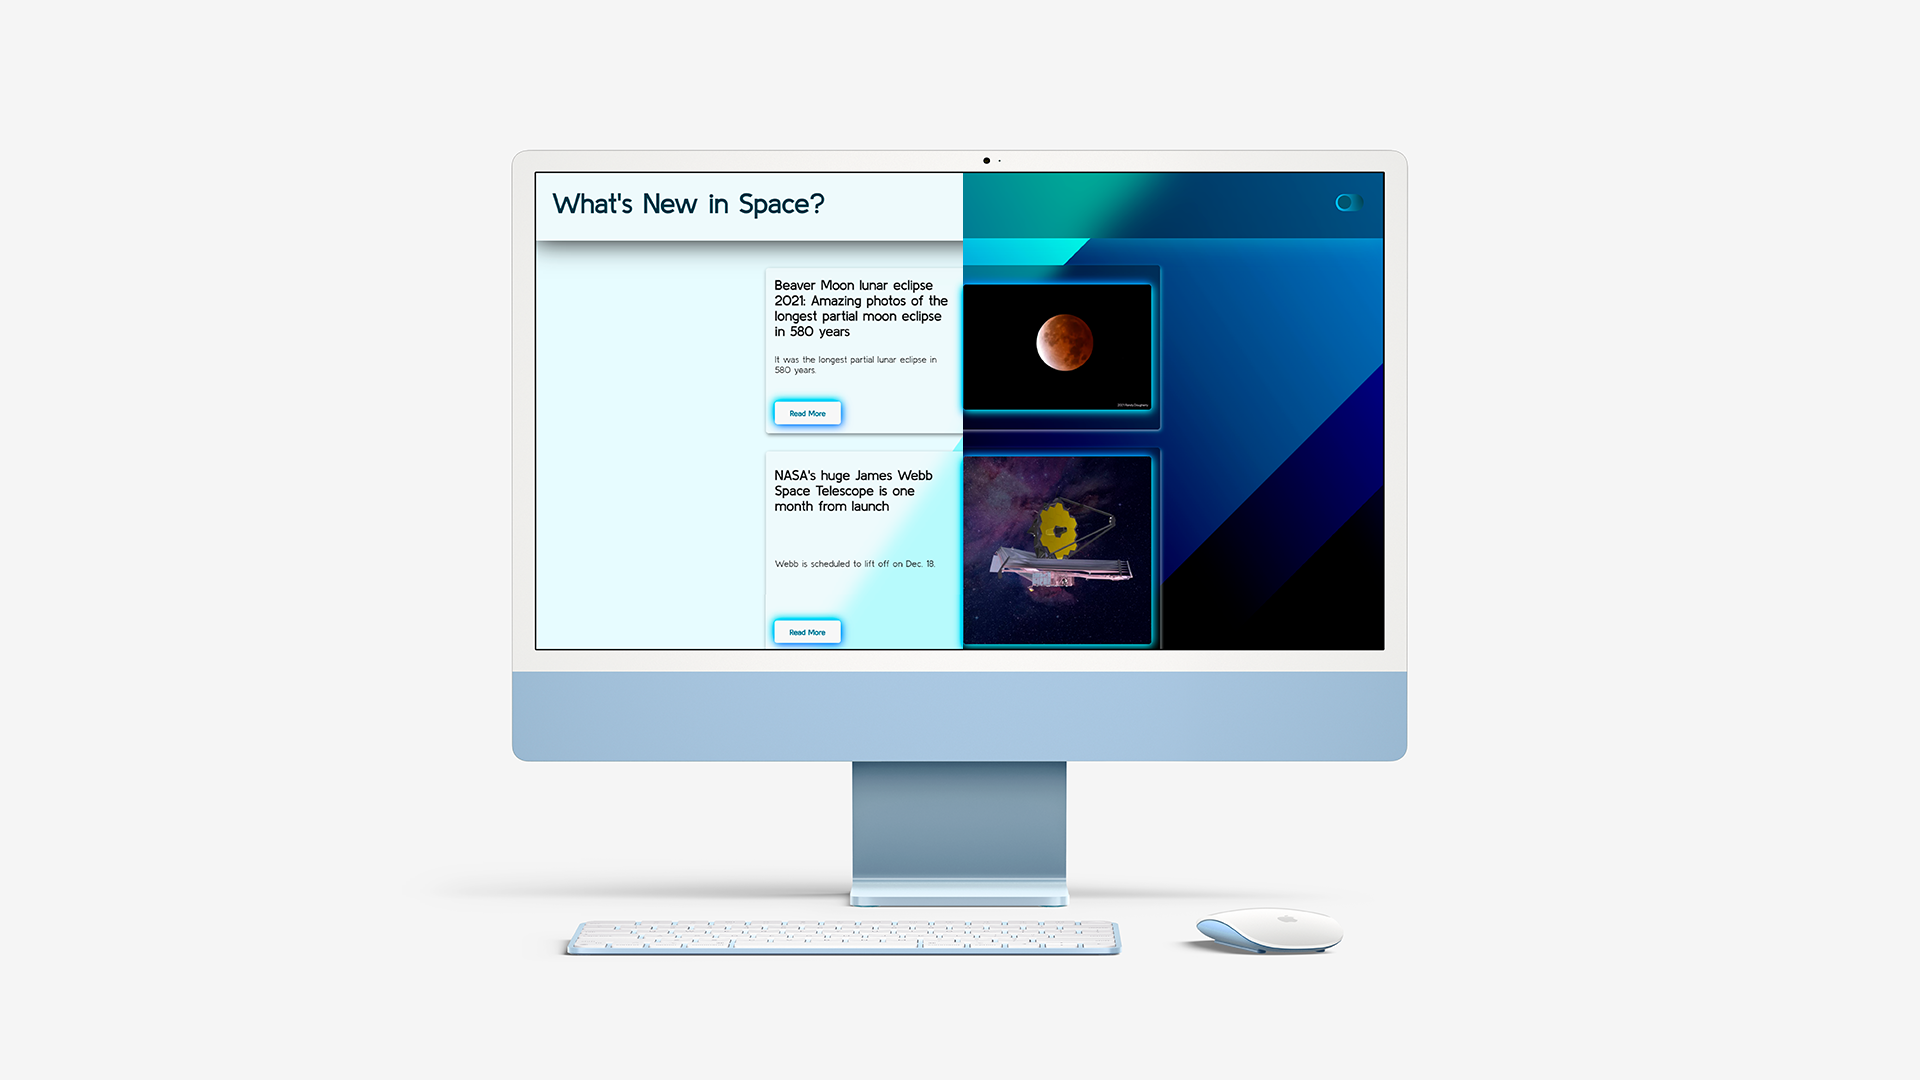 What's New in Space?
Beaver Moon lunar eclipse
2021: Amazing photos of the
longest partial moon eclipse
in 580 years
It was the longest partial lunar eclipse in
580 years.
Read More
NASA's huge James Webb
Space Telescope is one
month from launch
Webb is scheduled to lift off on Dec. 18.
Read More